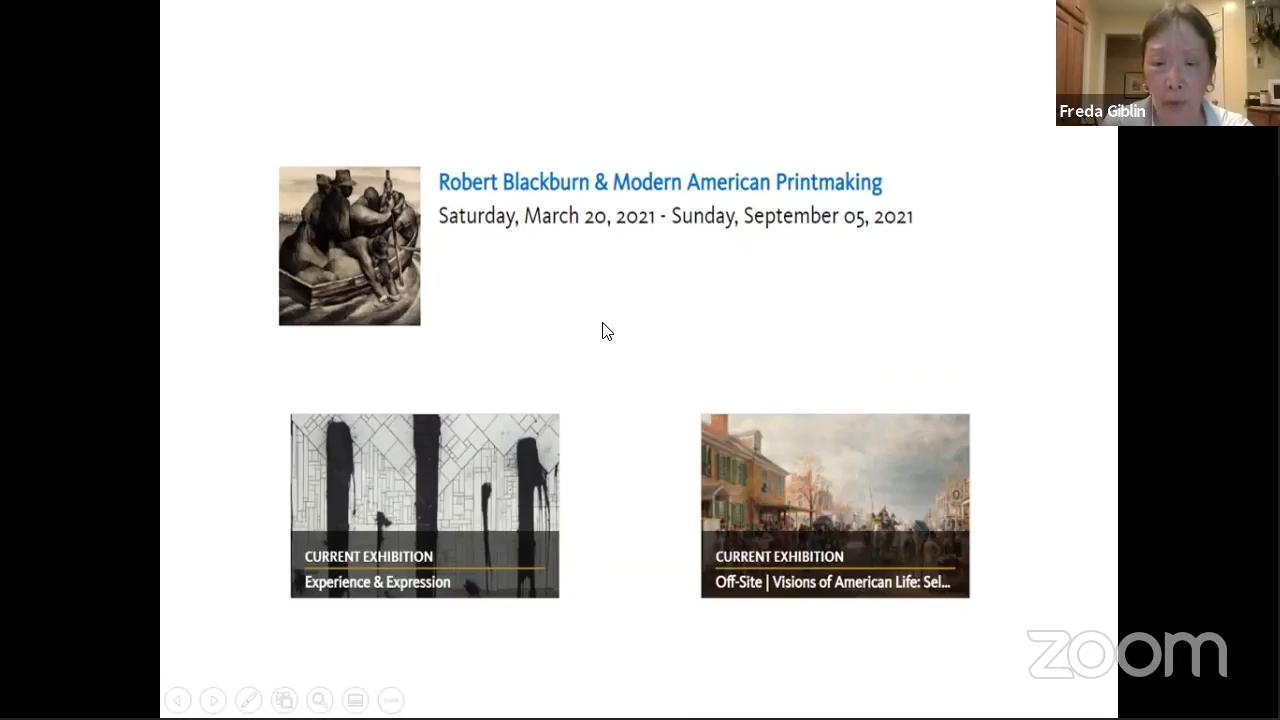 Freda Giblin
Robert Blackburn & Modern American Printmaking
Saturday, March 20, 2021 - Sunday, September 05, 2021
CURRENT EXHIBITION
Experience & Expression
CURRENT EXHIBITION
Off-Site | Visions of American Life: Sel...
zoom